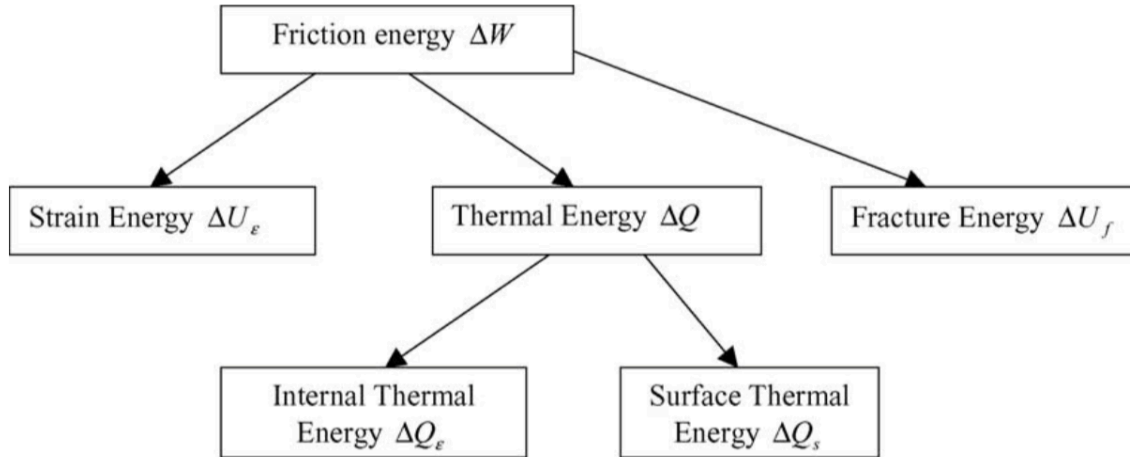 Friction energy ΔW
Strain Energy ΔU_ε
Thermal Energy ΔQ
Fracture Energy ΔU_f
Internal Thermal
Energy ΔQ_ε
Surface Thermal
Energy ΔQ_s